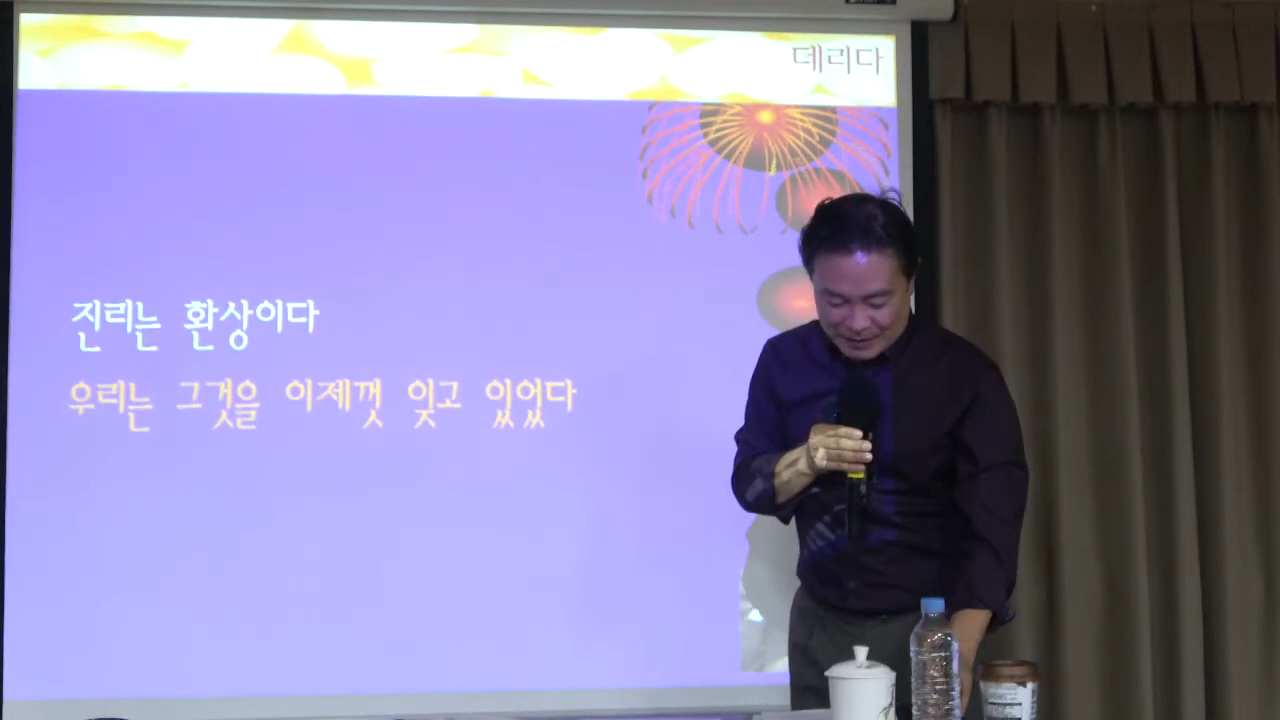 데리다
진리는 환상이다
우리는 그것을 이제껏 잊고 있었다